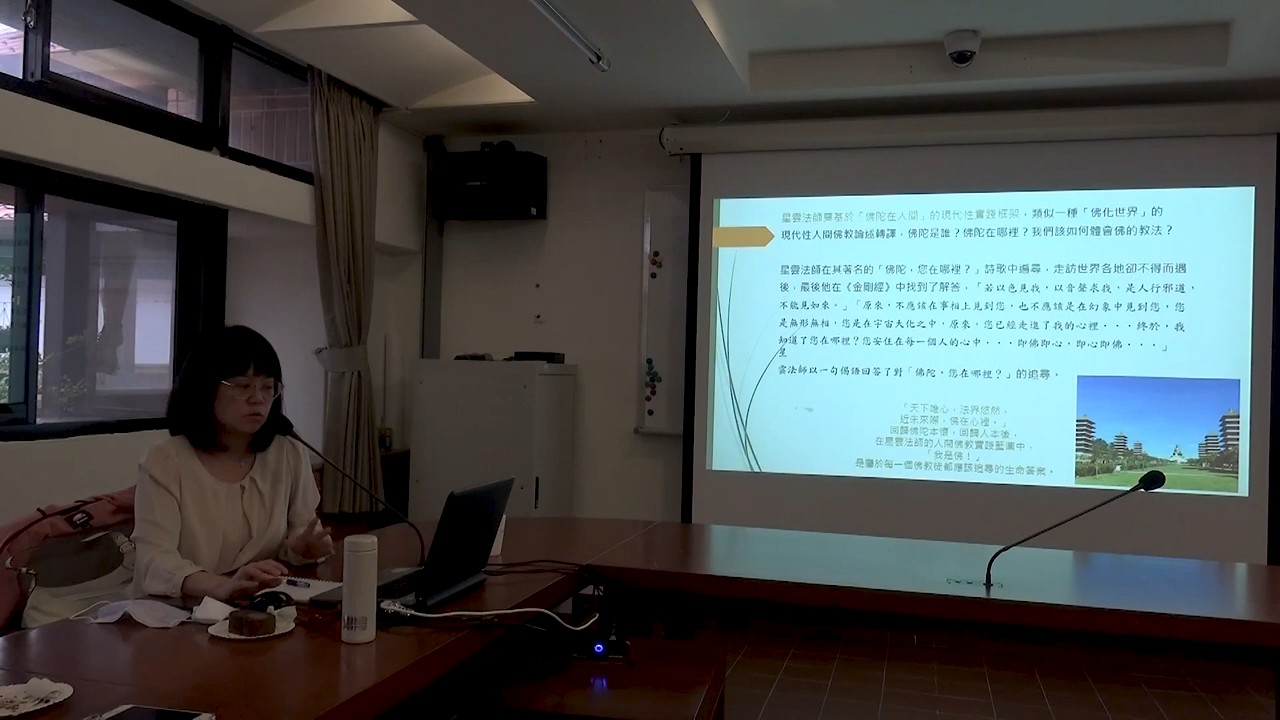 星雲法師奠基於「佛陀在人間」的現代性實踐框架，類似一種「佛化世界」的
現代性人間佛教論述轉譯，佛陀是誰？佛陀在哪裡？我們該如何體會佛的教法？
星雲法師在其著名的「佛陀，您在哪裡？」詩歌中遍尋，走訪世界各地卻不得而遇
後，最後他在《金剛經》中找到了解答，「若以色見我，以音聲求我，是人行邪道，
不能見如來。」「原來，不應該在事相上見到您，也不應該是在幻象中見到您，您
是無形無相，您是在宇宙大化之中，原來，您已經走進了我的心裡・・・終於，我
知道了您在哪裡？您安住在每一個人的心中・・・即佛即心，即心即佛・・・」
星
雲法師以一句偈語回答了對「佛陀，您在哪裡？」的追尋，
「天下唯心，法界悠然，
近未來際，佛在心裡。」
回歸佛陀本懷，回歸人本後，
在星雲法師的人間佛教實踐藍圖中，
「我是佛！」
是屬於每一個佛教徒都應該追尋的生命答案。